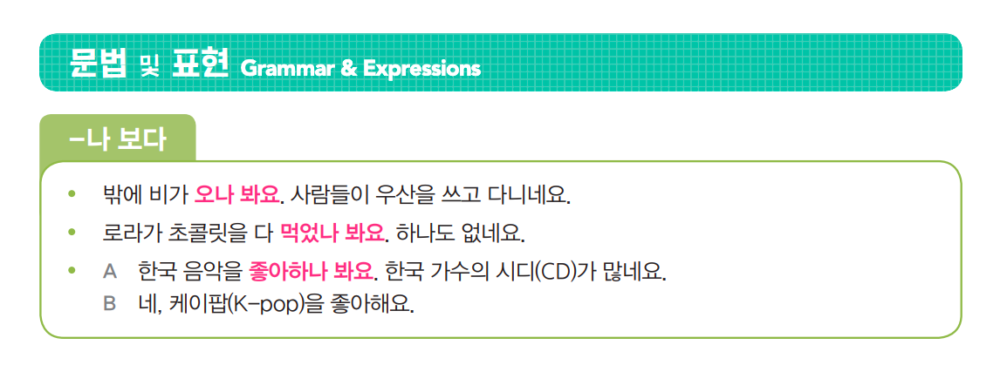 문법 및 표현 Grammar & Expressions
-나 보다
• 밖에 비가 오나 봐요. 사람들이 우산을 쓰고 다니네요.
• 로라가 초콜릿을 다 먹었나 봐요. 하나도 없네요.
• A 한국 음악을 좋아하나 봐요. 한국 가수의 시디(CD)가 많네요.
B 네, 케이팝(K-pop)을 좋아해요.